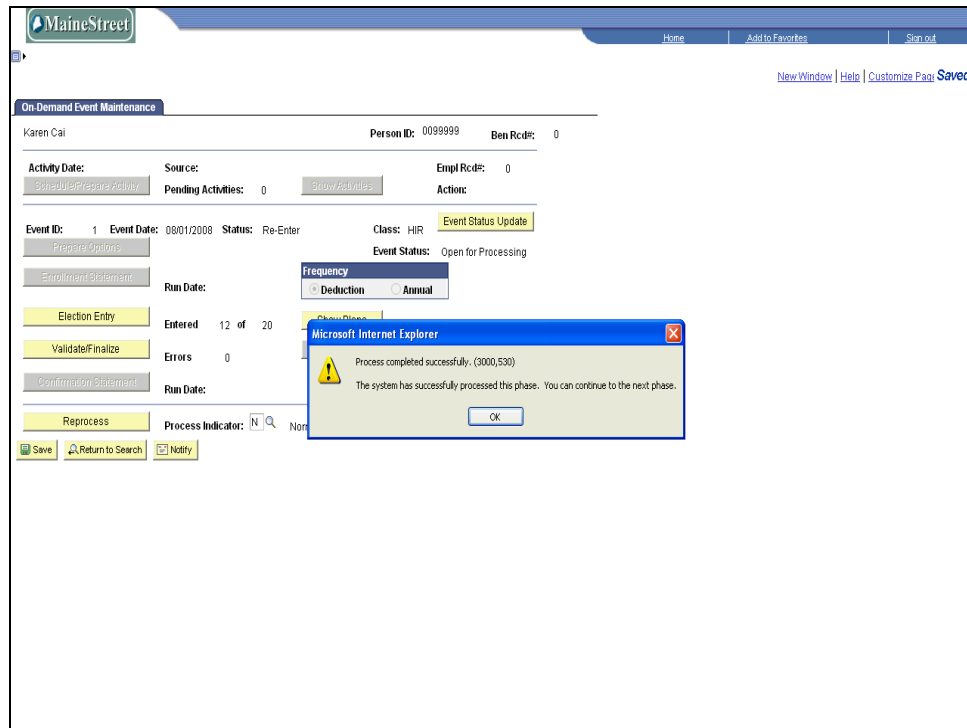 MaineStreet
Home Add to Favorites Sign out
New Window | Help | Customize Page Saved
On-Demand Event Maintenance
Karen Cai Person ID: 0099999 Ben Rcd#: 0
Activity Date: Source: Empl Rcd#: 0
Schedule/Prepare Activity Pending Activities: 0 Show Activities Action:
Event Status Update
Event ID: 1 Event Date: 08/01/2008 Status: Re-Enter Class: HIR
Prepare Options Event Status: Open for Processing
Enrollment Statement Run Date: Frequency
Deduction Annual
Election Entry Entered 12 of 20 Show Plans
Microsoft Internet Explorer
Validate/Finalize Errors 0
Process completed successfully. (3000,530)
The system has successfully processed this phase. You can continue to the next phase.
OK
Confirmation Statement Run Date:
Reprocess Process Indicator: N
Save Return to Search Notify